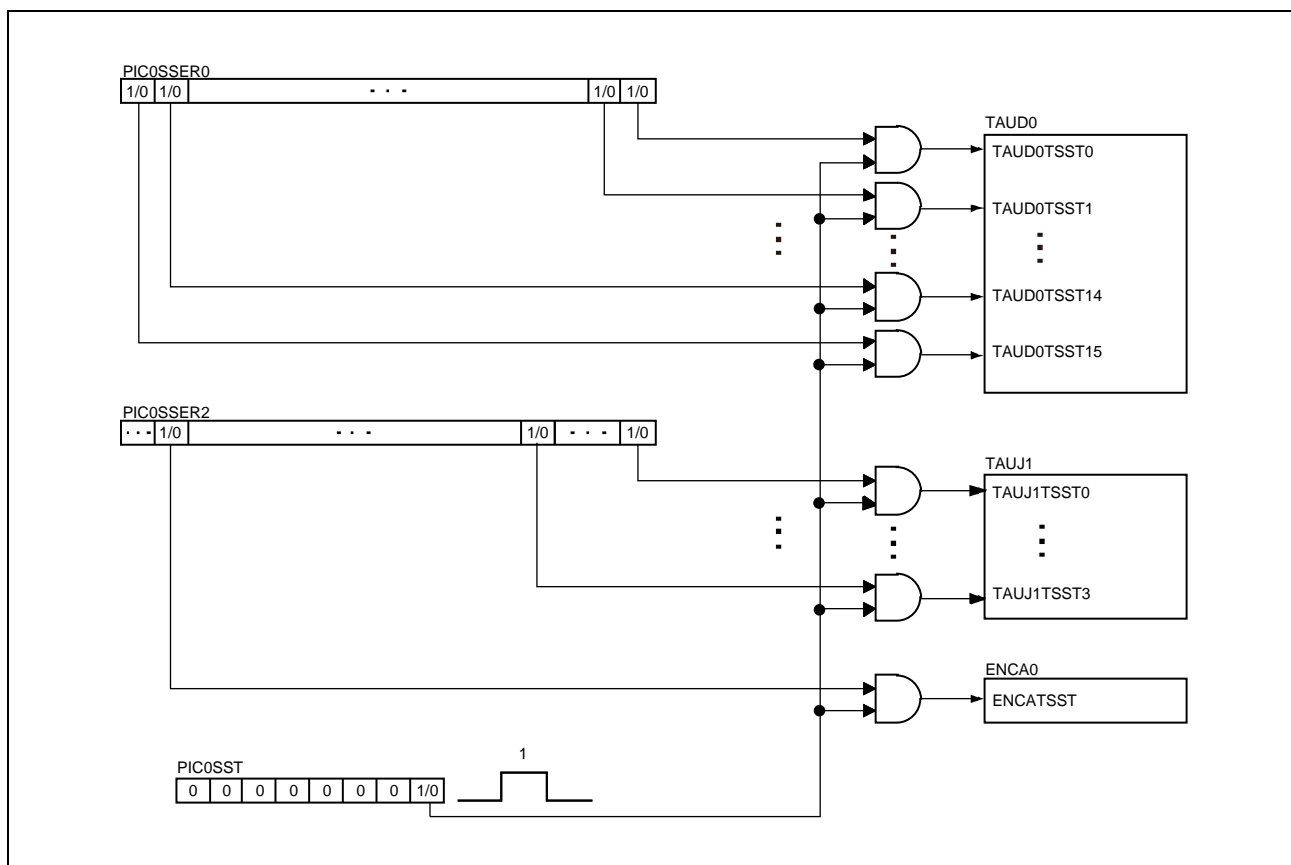 PIC0SSER0
1/0 1/0 · · · 1/0 1/0
TAUD0
TAUD0TSST0
TAUD0TSST1
TAUD0TSST14
TAUD0TSST15
PIC0SSER2
· · · 1/0 · · · 1/0 · · · 1/0
TAUJ1
TAUJ1TSST0
TAUJ1TSST3
ENCA0
ENCATSST
PIC0SST
1
0 0 0 0 0 0 0 1/0